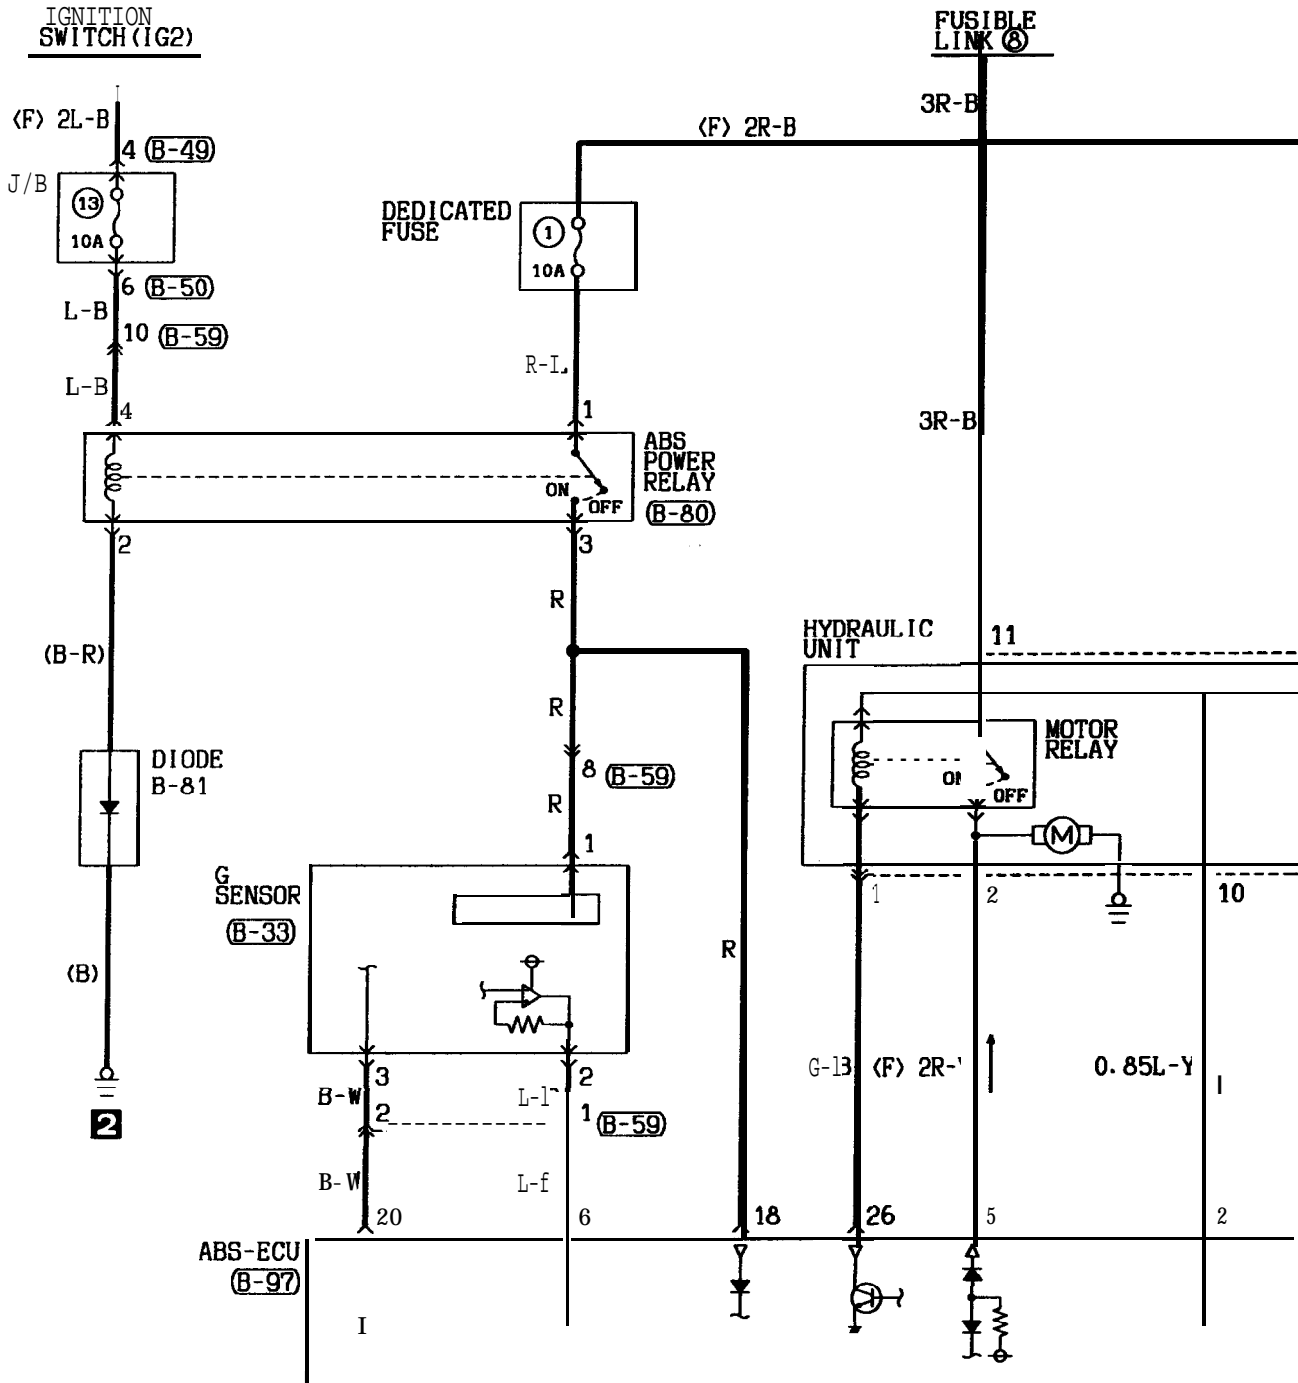 IGNITION
SWITCH(IG2)
FUSIBLE
LINK ⑧
⟨F⟩ 2L-B
3R-B
⟨F⟩ 2R-B
4 (B-49)
J/B
⑬
10A
DEDICATED
FUSE
①
10A
6 (B-50)
L-B
10 (B-59)
R-L
L-B
4
1
3R-B
ABS
POWER
RELAY
(B-80)
ON
OFF
2
3
R
HYDRAULIC
UNIT
11
(B-R)
R
MOTOR
RELAY
DIODE
B-81
8 (B-59)
OFF
R
M
1
G
SENSOR
(B-33)
1
2
10
R
(B)
3
2
G-B
⟨F⟩ 2R-
0.85L-Y
B-W
2
1 (B-59)
2
B-W
20
6
18
26
5
2
ABS-ECU
(B-97)